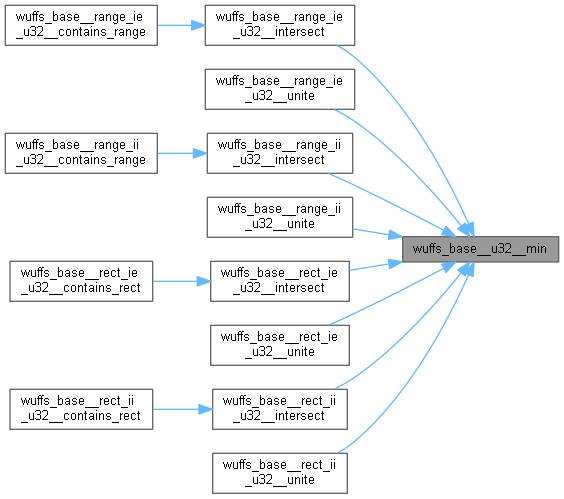 wuffs_base__range_ie
_u32__contains_range
wuffs_base__range_ie
_u32__intersect
wuffs_base__range_ie
_u32__unite
wuffs_base__range_ii
_u32__contains_range
wuffs_base__range_ii
_u32__intersect
wuffs_base__range_ii
_u32__unite
wuffs_base__u32__min
wuffs_base__rect_ie
_u32__contains_rect
wuffs_base__rect_ie
_u32__intersect
wuffs_base__rect_ie
_u32__unite
wuffs_base__rect_ii
_u32__contains_rect
wuffs_base__rect_ii
_u32__intersect
wuffs_base__rect_ii
_u32__unite